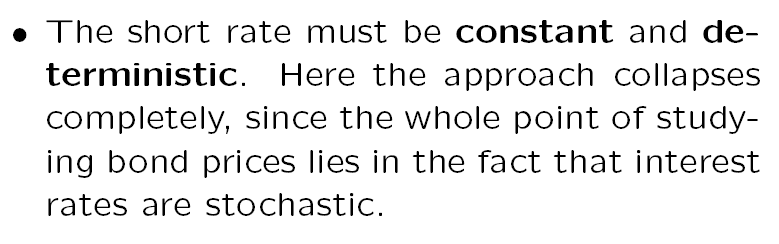 • The short rate must be constant and de-
terministic. Here the approach collapses
completely, since the whole point of study-
ing bond prices lies in the fact that interest
rates are stochastic.